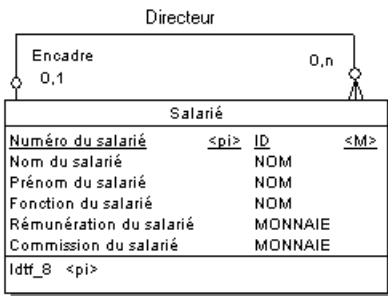 Directeur
Encadre
0,1
0,n
Salarié
Numéro du salarié <pi> ID <M>
Nom du salarié NOM
Prénom du salarié NOM
Fonction du salarié NOM
Rémunération du salarié MONNAIE
Commission du salarié MONNAIE
Idtf_8 <pi>